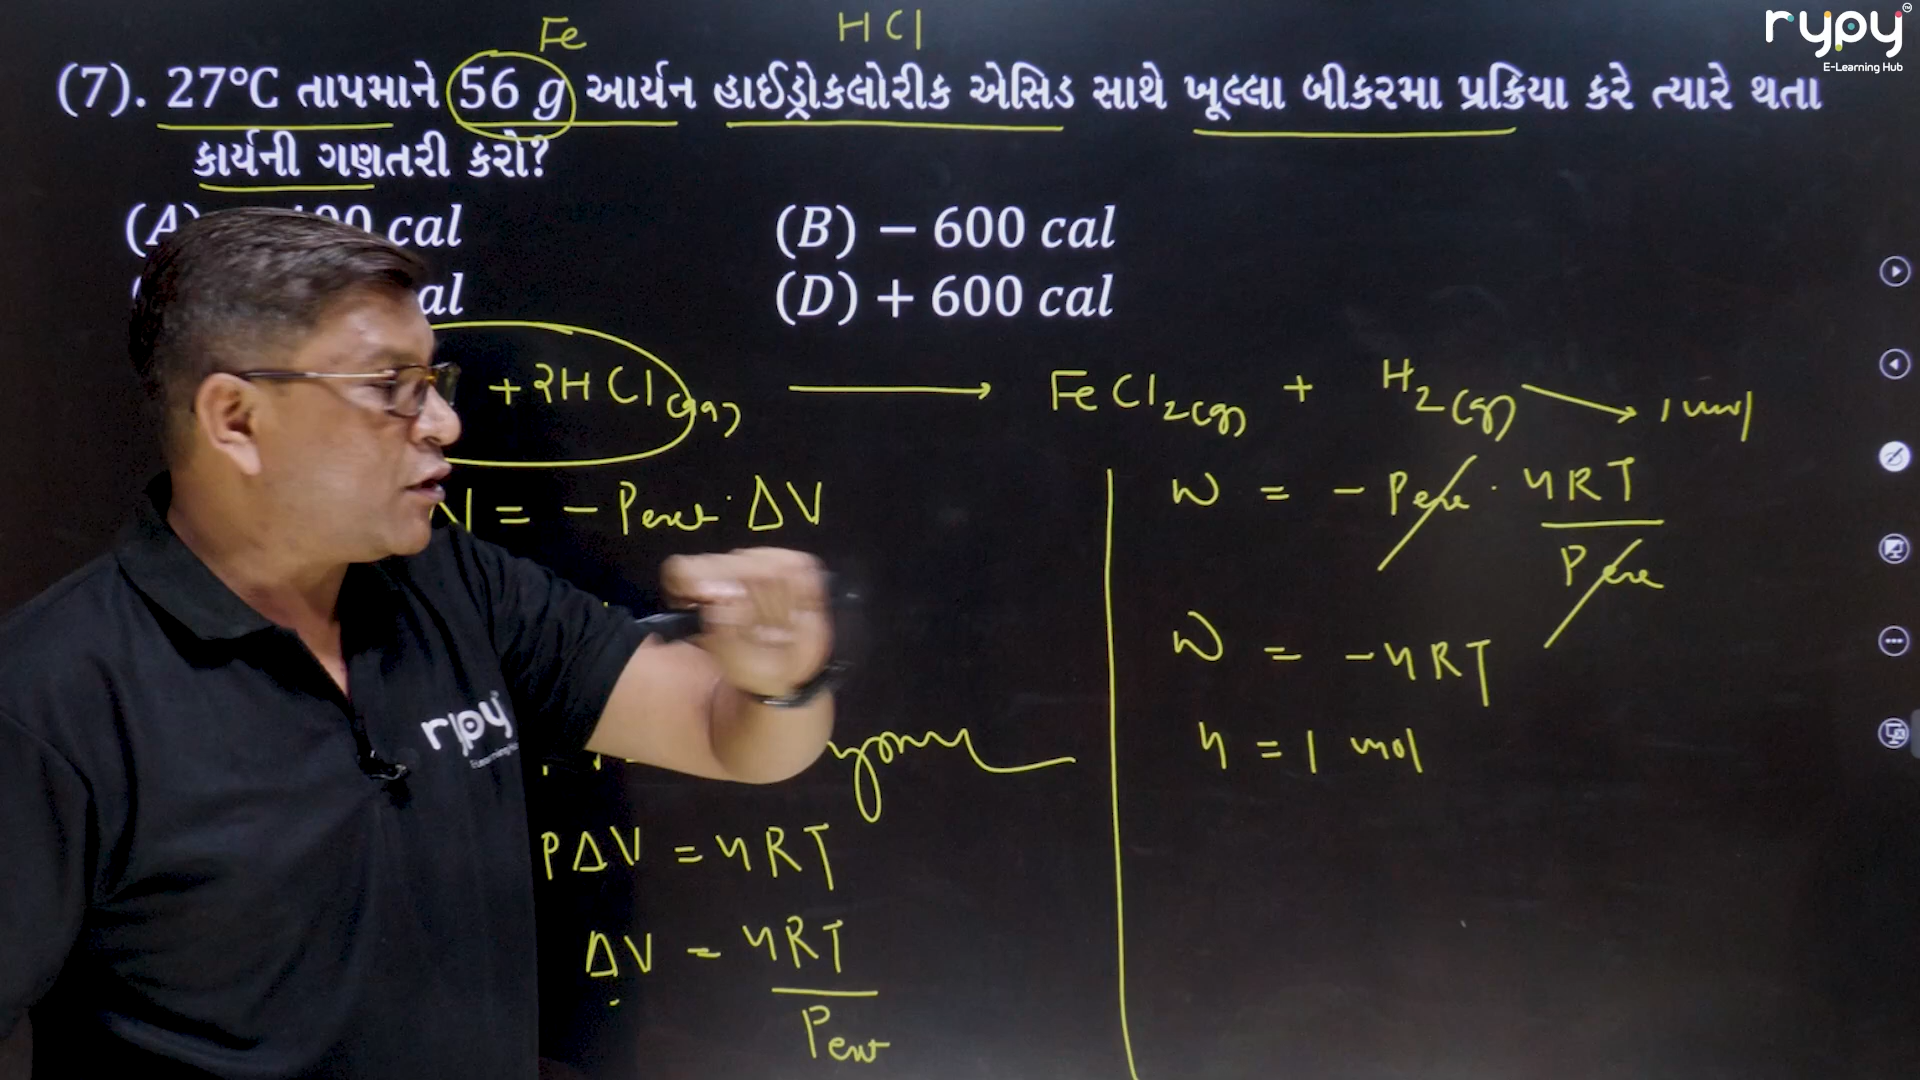 Fe HCl
rypy
E-Learning Hub
(7). 27°C તાપમાને 56 g આર્યન હાઈડ્રોકલોરીક એસિડ સાથે ખૂલ્લા બીકરમા પ્રક્રિયા કરે ત્યારે થતા
કાર્યની ગણતરી કરો?
(A) cal (B) − 600 cal
al (D) + 600 cal
+ 2HCl(aq) ⟶ FeCl₂(g) + H₂(g) → 1 mol
= − Pext · ΔV
W = − Pext · nRT / Pext
W = −nRT
n = 1 mol
PΔV = nRT
ΔV = nRT / Pext
rypy